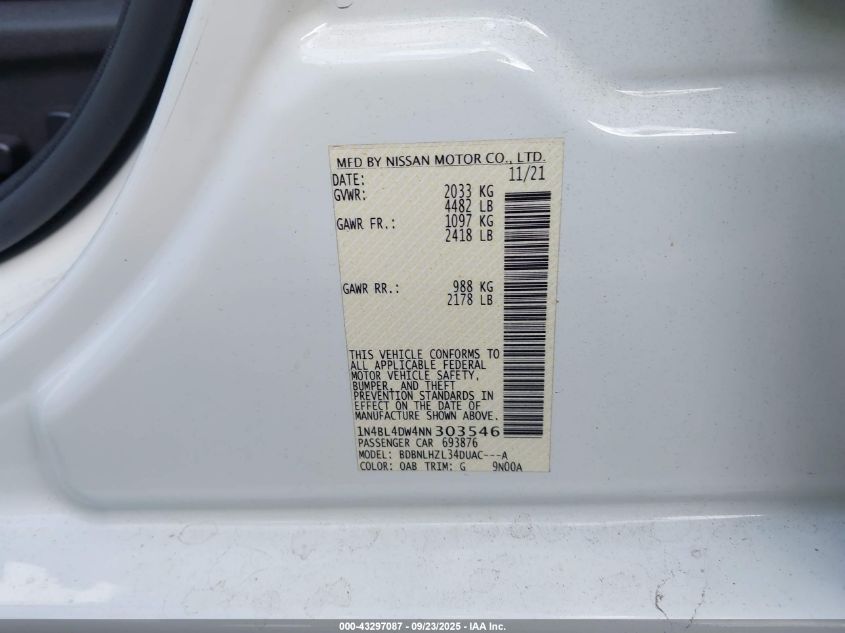 MFD BY NISSAN MOTOR CO., LTD.
DATE: 11/21
GVWR: 2033 KG
4482 LB
GAWR FR.: 1097 KG
2418 LB
GAWR RR.: 988 KG
2178 LB
THIS VEHICLE CONFORMS TO
ALL APPLICABLE FEDERAL
MOTOR VEHICLE SAFETY,
BUMPER, AND THEFT
PREVENTION STANDARDS IN
EFFECT ON THE DATE OF
MANUFACTURE SHOWN ABOVE.
1N4BL4DW4NN303546
PASSENGER CAR 693876
MODEL: BDBNLHZL34DUAC---A
COLOR: QAB TRIM: G 9N00A
000-43297087 - 09/23/2025 - IAA Inc.